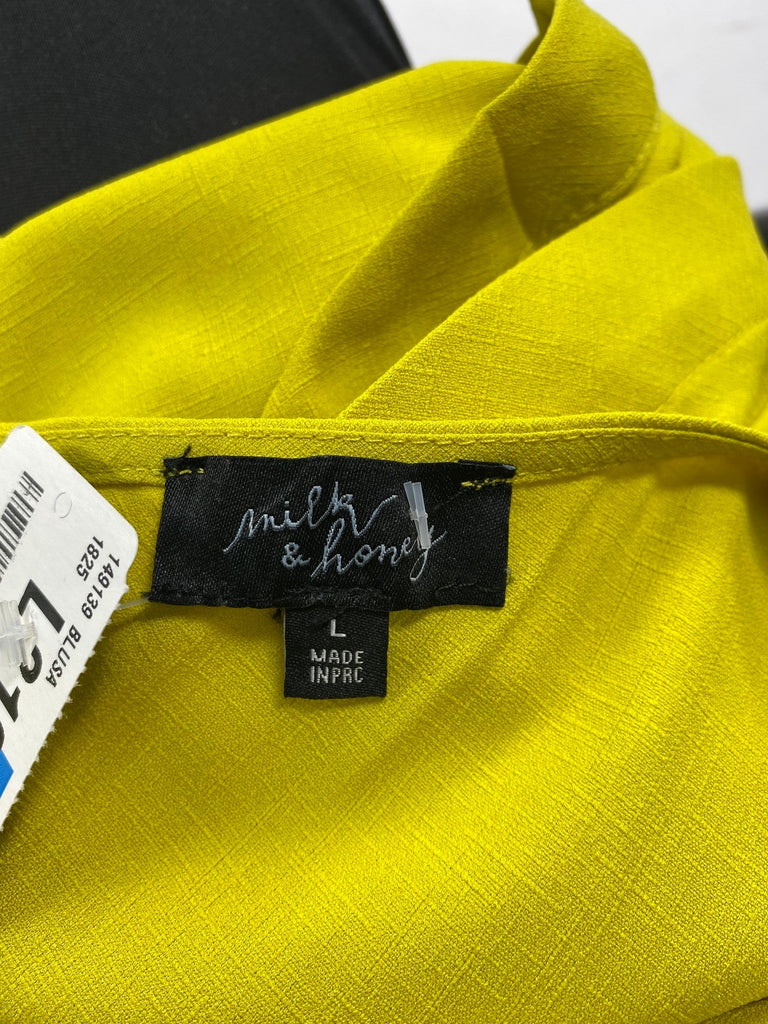 milk
& honey
L
MADE
IN PRC
149139 BLUSA
1825